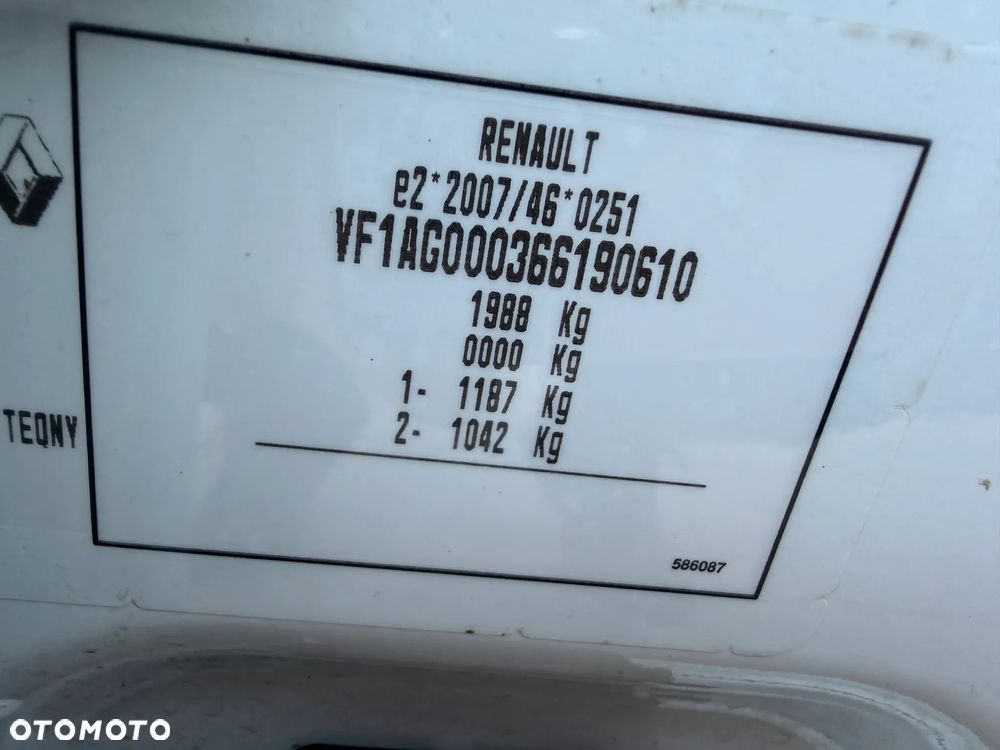 RENAULT
e2*2007/46*0251
VF1AG000366190610
1988 Kg
0000 Kg
1- 1187 Kg
2- 1042 Kg
TEQNY
586087
OTOMOTO